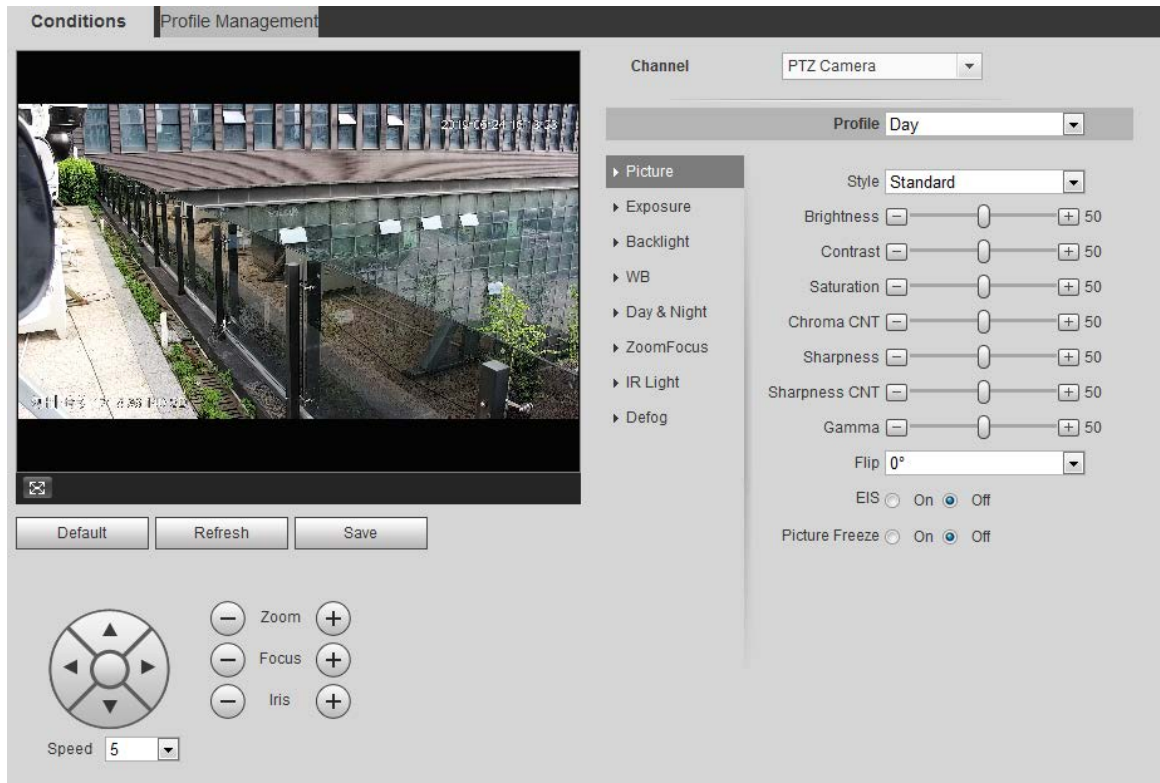 Conditions
Profile Management
Channel
PTZ Camera
Profile
Day
Picture
Exposure
Backlight
WB
Day & Night
ZoomFocus
IR Light
Defog
Style
Standard
Brightness
50
Contrast
50
Saturation
50
Chroma CNT
50
Sharpness
50
Sharpness CNT
50
Gamma
50
Flip
0°
EIS
On
Off
Picture Freeze
On
Off
Default
Refresh
Save
Zoom
Focus
Iris
Speed
5